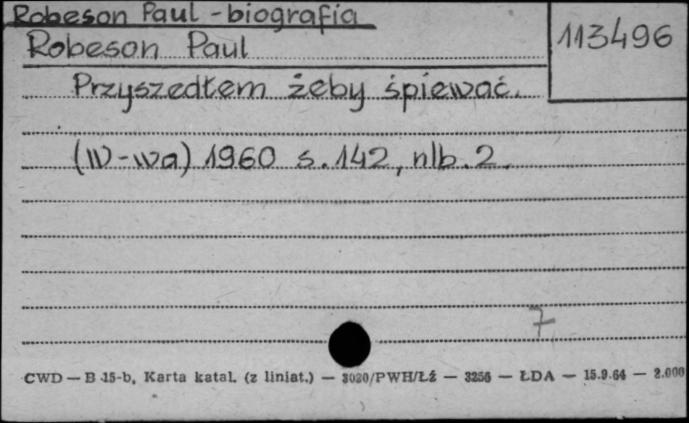 Robeson Paul - biografia
113496
Robeson Paul
Przyszedłem żeby śpiewać.
(W-wa) 1960 s. 142, nlb. 2.
7
CWD — B 15-b, Karta katal. (z liniat.) — 3020/PWH/Łź — 3256 — ŁDA — 15.9.64 — 2.000